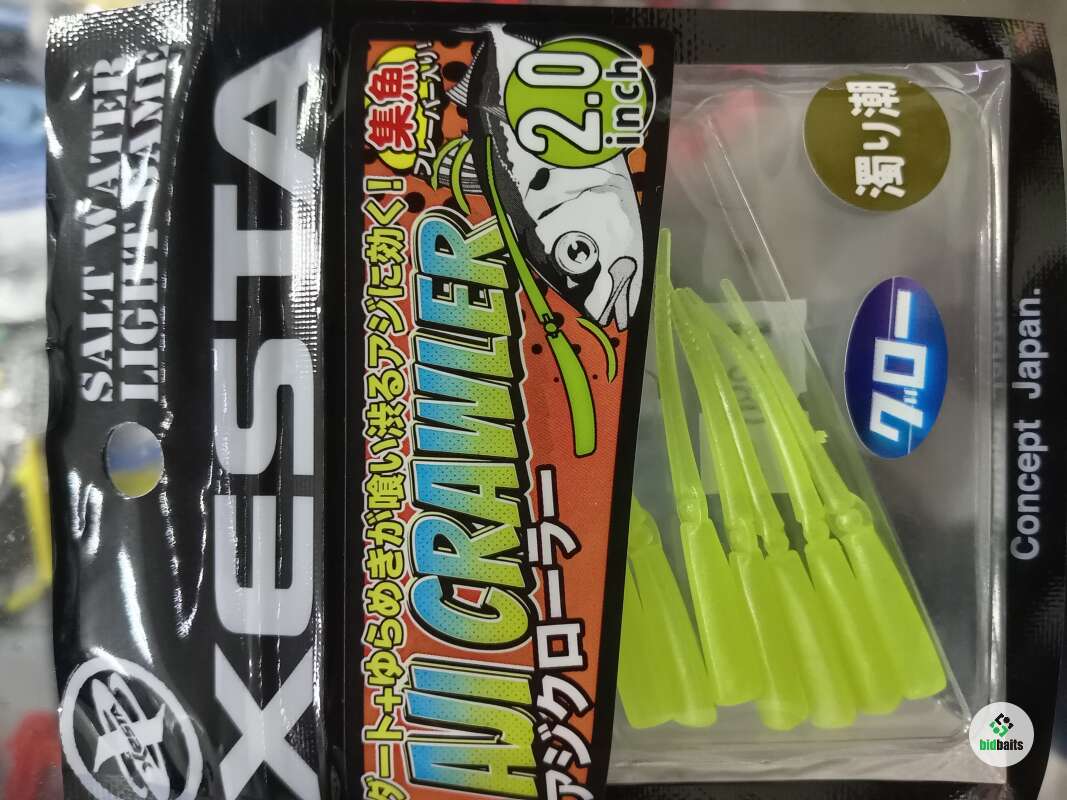 SALT WATER
LIGHT GAME
XESTA
XESTA
集魚
フレーバー入り!
2.0
inch
ダート+ゆらめきが喰い渋るアジに効く!
AJI CRAWLER
アジクローラー
濁り潮
グロー
Concept Japan.
bidbaits